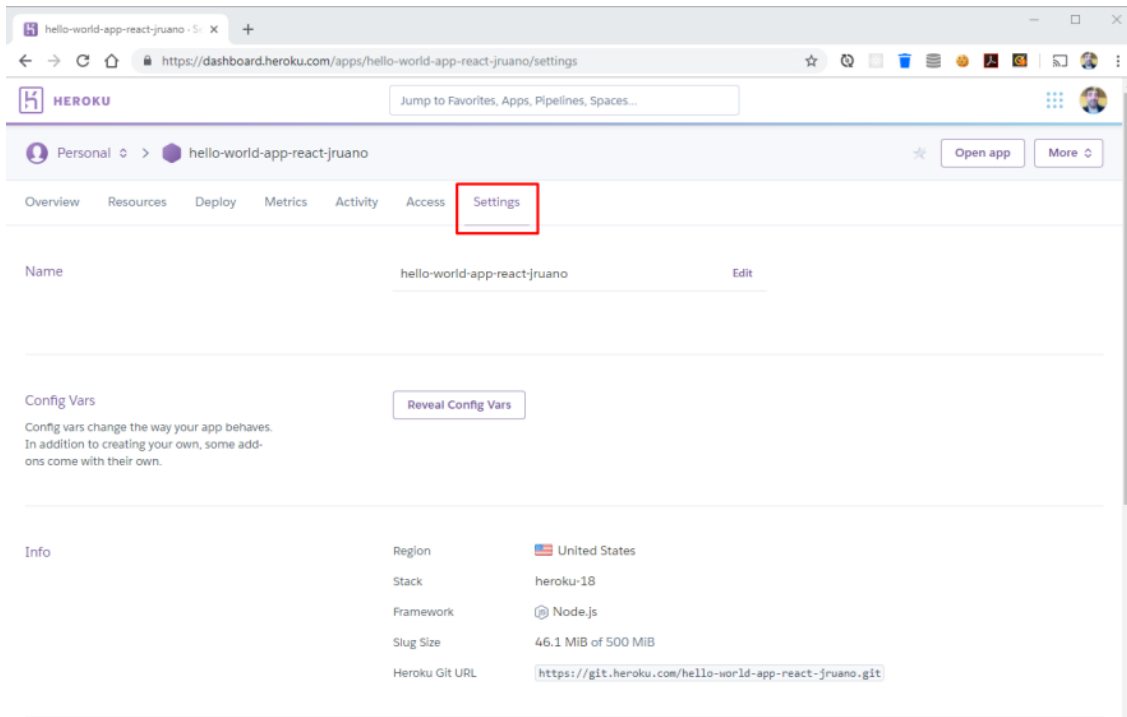 hello-world-app-react-jruano · Se
https://dashboard.heroku.com/apps/hello-world-app-react-jruano/settings
HEROKU
Jump to Favorites, Apps, Pipelines, Spaces...
Personal > hello-world-app-react-jruano
Open app
More
Overview Resources Deploy Metrics Activity Access Settings
Name
hello-world-app-react-jruano
Edit
Config Vars
Config vars change the way your app behaves.
In addition to creating your own, some add-
ons come with their own.
Reveal Config Vars
Info
Region United States
Stack heroku-18
Framework Node.js
Slug Size 46.1 MiB of 500 MiB
Heroku Git URL https://git.heroku.com/hello-world-app-react-jruano.git